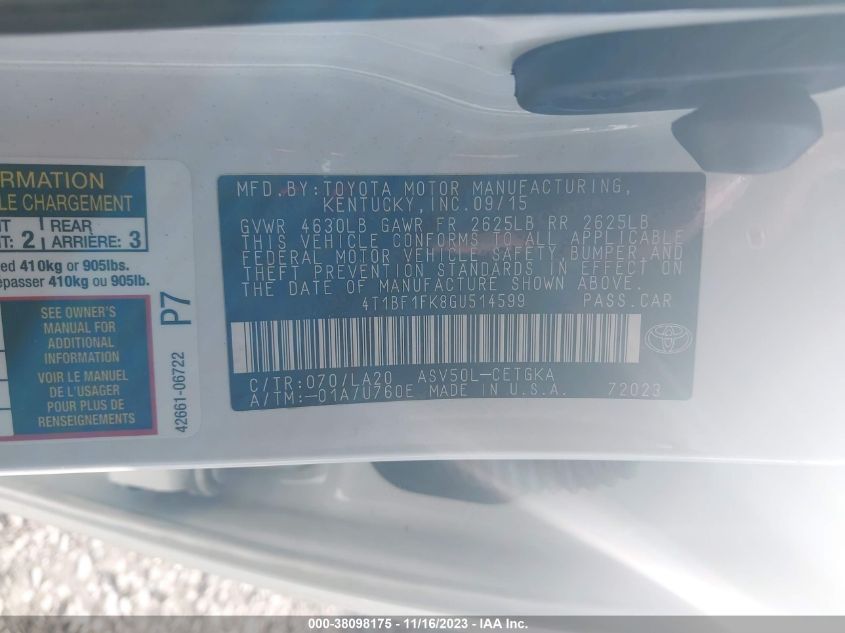 RMATION
LE CHARGEMENT
NT
REAR
T: 2
ARRIÈRE: 3
ed 410kg or 905lbs.
epasser 410kg ou 905lb.
SEE OWNER'S
MANUAL FOR
ADDITIONAL
INFORMATION
VOIR LE MANUEL
DE L'USAGER
POUR PLUS DE
RENSEIGNEMENTS
P7
42661-06722
MFD.BY:TOYOTA MOTOR MANUFACTURING,
KENTUCKY, INC.09/15
GVWR 4630LB GAWR FR 2625LB RR 2625LB
THIS VEHICLE CONFORMS TO ALL APPLICABLE
FEDERAL MOTOR VEHICLE SAFETY,BUMPER,AND
THEFT PREVENTION STANDARDS IN EFFECT ON
THE DATE OF MANUFACTURE SHOWN ABOVE.
4T1BF1FK8GU514599 PASS.CAR
C/TR:070/LA20 ASV50L-CETGKA
A/TM:-01A/U760E MADE IN U.S.A. 72023
000-38098175 - 11/16/2023 - IAA Inc.